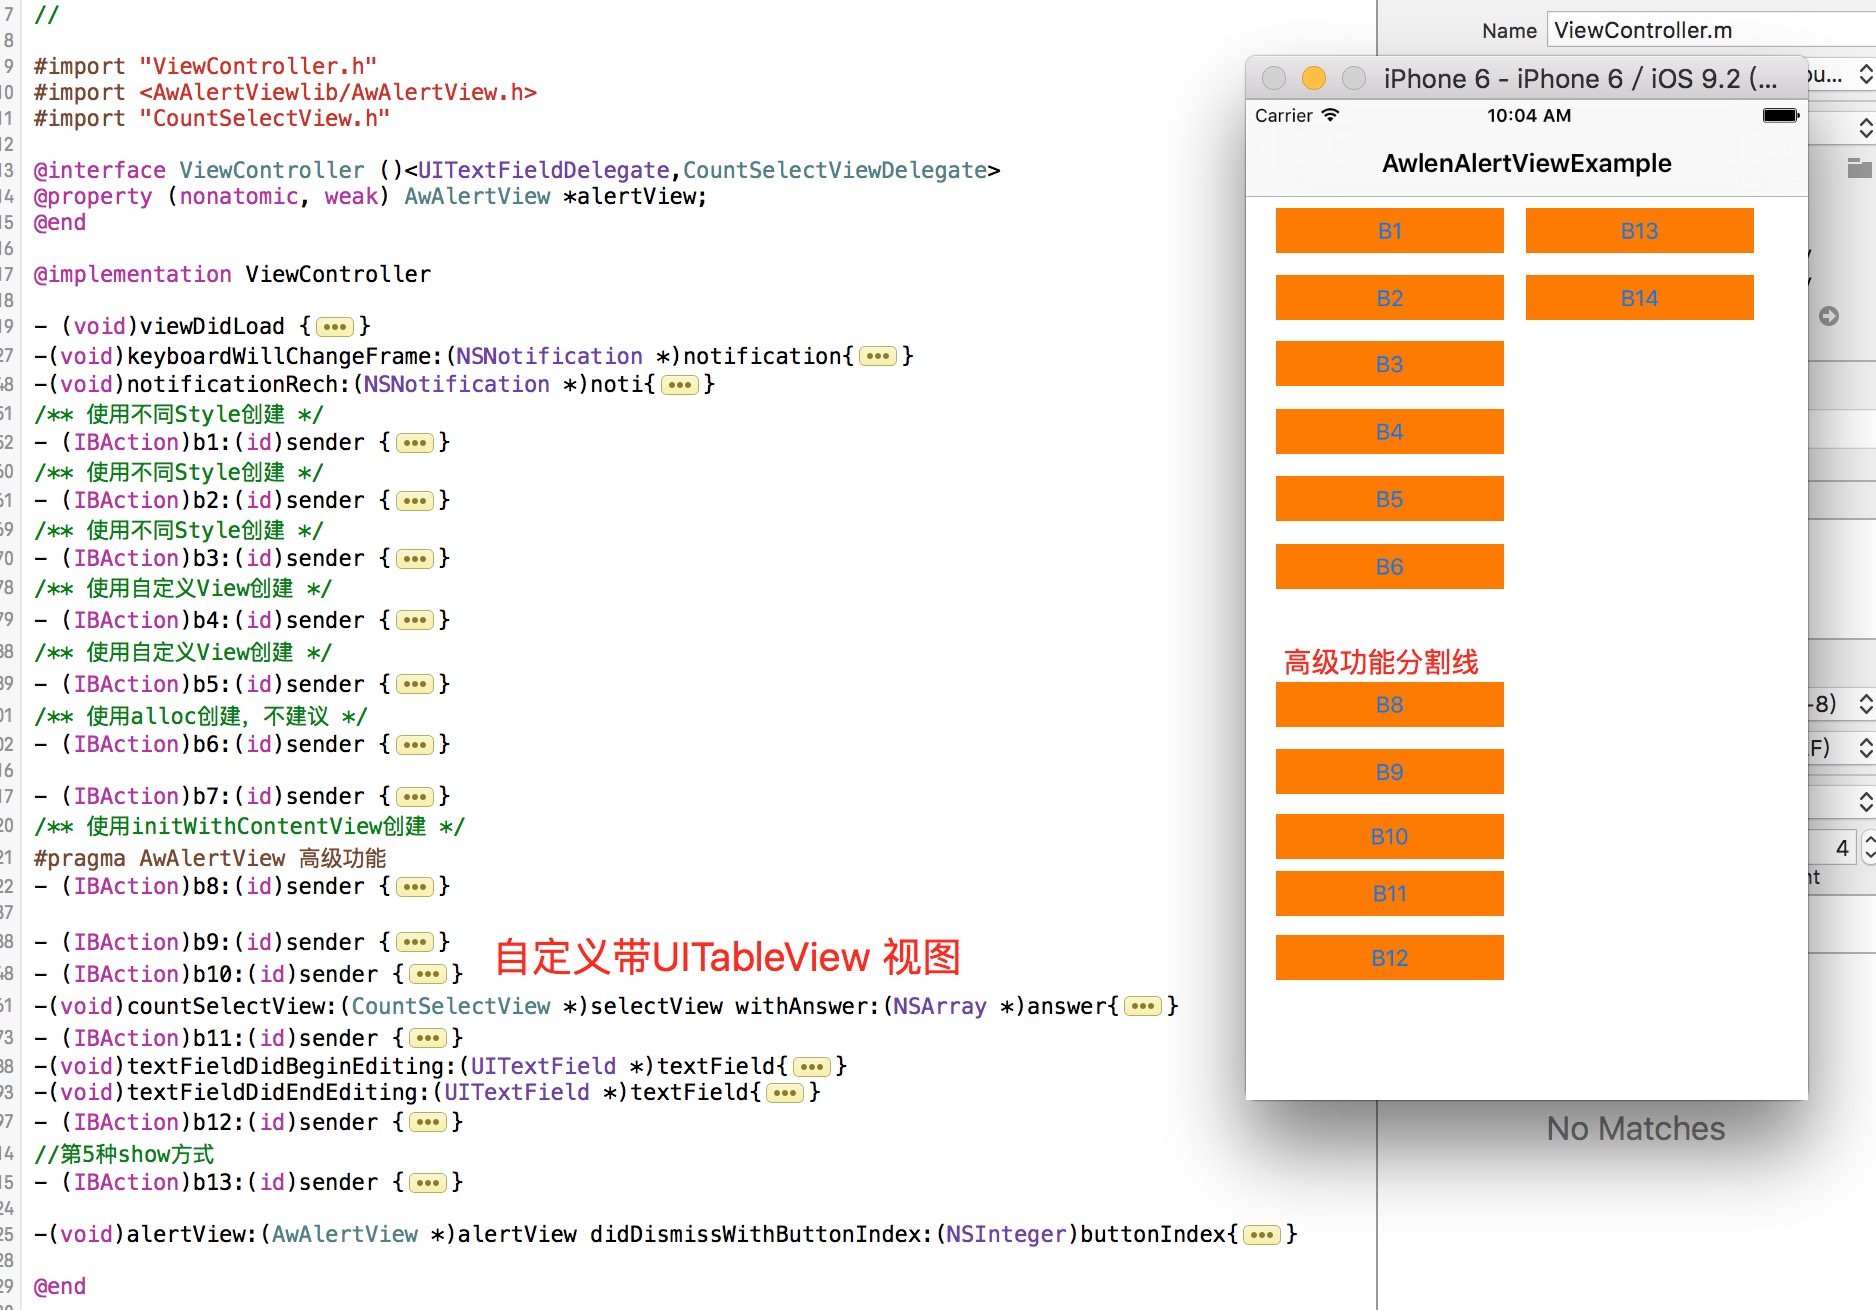 7 //
8
9 #import "ViewController.h"
10 #import <AwAlertViewlib/AwAlertView.h>
11 #import "CountSelectView.h"
12
13 @interface ViewController ()<UITextFieldDelegate,CountSelectViewDelegate>
14 @property (nonatomic, weak) AwAlertView *alertView;
15 @end
16
17 @implementation ViewController
18
19 - (void)viewDidLoad {•••}
27 -(void)keyboardWillChangeFrame:(NSNotification *)notification{•••}
48 -(void)notificationRech:(NSNotification *)noti{•••}
51 /** 使用不同Style创建 */
52 - (IBAction)b1:(id)sender {•••}
60 /** 使用不同Style创建 */
61 - (IBAction)b2:(id)sender {•••}
69 /** 使用不同Style创建 */
70 - (IBAction)b3:(id)sender {•••}
78 /** 使用自定义View创建 */
79 - (IBAction)b4:(id)sender {•••}
88 /** 使用自定义View创建 */
89 - (IBAction)b5:(id)sender {•••}
01 /** 使用alloc创建，不建议 */
02 - (IBAction)b6:(id)sender {•••}
16
17 - (IBAction)b7:(id)sender {•••}
20 /** 使用initWithContentView创建 */
21 #pragma AwAlertView 高级功能
22 - (IBAction)b8:(id)sender {•••}
37
38 - (IBAction)b9:(id)sender {•••}
48 - (IBAction)b10:(id)sender {•••}
自定义带UITableView 视图
61 -(void)countSelectView:(CountSelectView *)selectView withAnswer:(NSArray *)answer{•••}
73 - (IBAction)b11:(id)sender {•••}
88 -(void)textFieldDidBeginEditing:(UITextField *)textField{•••}
93 -(void)textFieldDidEndEditing:(UITextField *)textField{•••}
97 - (IBAction)b12:(id)sender {•••}
14 //第5种show方式
15 - (IBAction)b13:(id)sender {•••}
24
25 -(void)alertView:(AwAlertView *)alertView didDismissWithButtonIndex:(NSInteger)buttonIndex{•••}
28
29 @end
Name ViewController.m
iPhone 6 - iPhone 6 / iOS 9.2 (...
Carrier 10:04 AM
AwlenAlertViewExample
B1 B13
B2 B14
B3
B4
B5
B6
高级功能分割线
B8
B9
B10
B11
B12
-8)
F)
4
No Matches